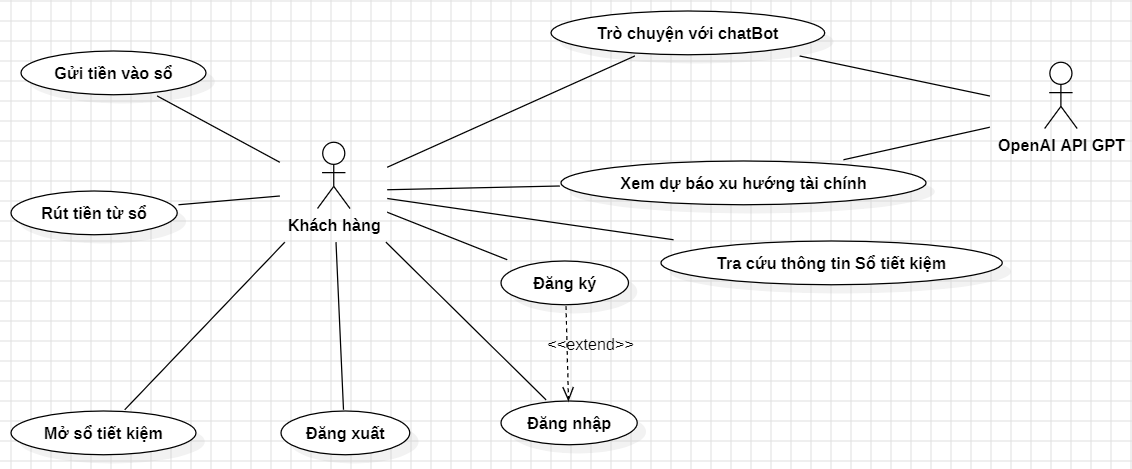 Trò chuyện với chatBot
Gửi tiền vào sổ
OpenAI API GPT
Xem dự báo xu hướng tài chính
Rút tiền từ sổ
Khách hàng
Tra cứu thông tin Sổ tiết kiệm
Đăng ký
<<extend>>
Mở sổ tiết kiệm
Đăng xuất
Đăng nhập